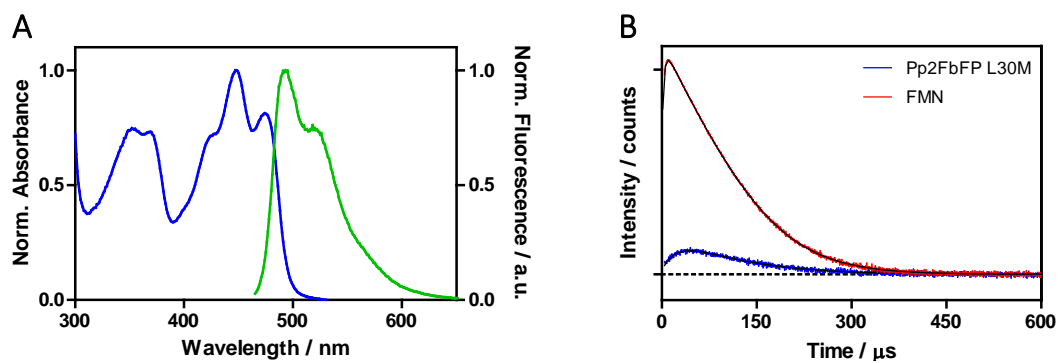 A
Norm. Absorbance
1.0
0.5
0.0
300
400
500
600
Wavelength / nm
1.0
0.5
0.0
Norm. Fluorescence / a.u.
B
Intensity / counts
Pp2FbFP L30M
FMN
0
150
300
450
600
Time / μs